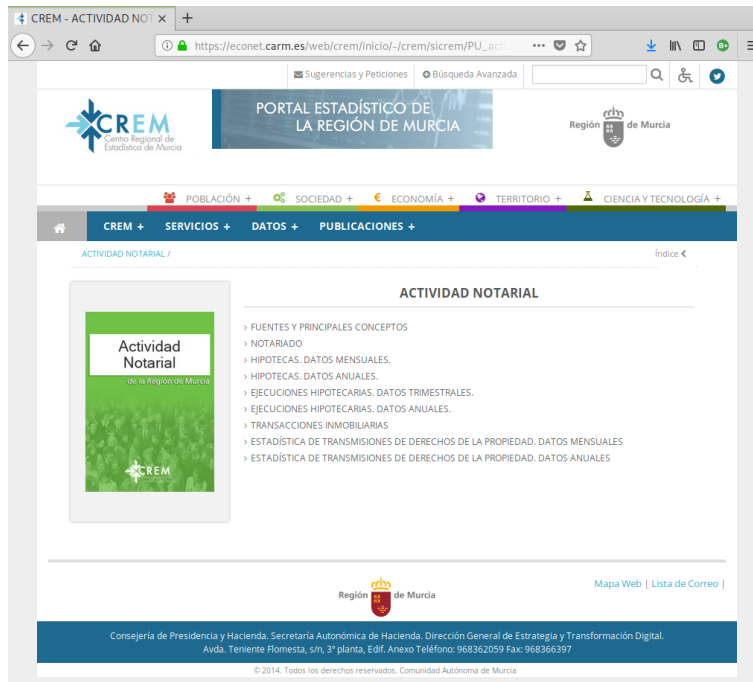 CREM - ACTIVIDAD NOT
https://econet.carm.es/web/crem/inicio/-/crem/sicrem/PU_act
Sugerencias y Peticiones
Búsqueda Avanzada
CREM
Centro Regional de
Estadística de Murcia
PORTAL ESTADÍSTICO DE
LA REGIÓN DE MURCIA
Región de Murcia
POBLACIÓN + SOCIEDAD + ECONOMÍA + TERRITORIO + CIENCIA Y TECNOLOGÍA +
CREM + SERVICIOS + DATOS + PUBLICACIONES +
ACTIVIDAD NOTARIAL /
Índice
ACTIVIDAD NOTARIAL
Actividad
Notarial
de la Región de Murcia
CREM
› FUENTES Y PRINCIPALES CONCEPTOS
› NOTARIADO
› HIPOTECAS. DATOS MENSUALES.
› HIPOTECAS. DATOS ANUALES.
› EJECUCIONES HIPOTECARIAS. DATOS TRIMESTRALES.
› EJECUCIONES HIPOTECARIAS. DATOS ANUALES.
› TRANSACCIONES INMOBILIARIAS
› ESTADÍSTICA DE TRANSMISIONES DE DERECHOS DE LA PROPIEDAD. DATOS MENSUALES
› ESTADÍSTICA DE TRANSMISIONES DE DERECHOS DE LA PROPIEDAD. DATOS ANUALES
Región de Murcia
Mapa Web | Lista de Correo |
Consejería de Presidencia y Hacienda. Secretaría Autonómica de Hacienda. Dirección General de Estrategia y Transformación Digital.
Avda. Teniente Flomesta, s/n, 3ª planta, Edif. Anexo Teléfono: 968362059 Fax: 968366397
© 2014. Todos los derechos reservados. Comunidad Autónoma de Murcia